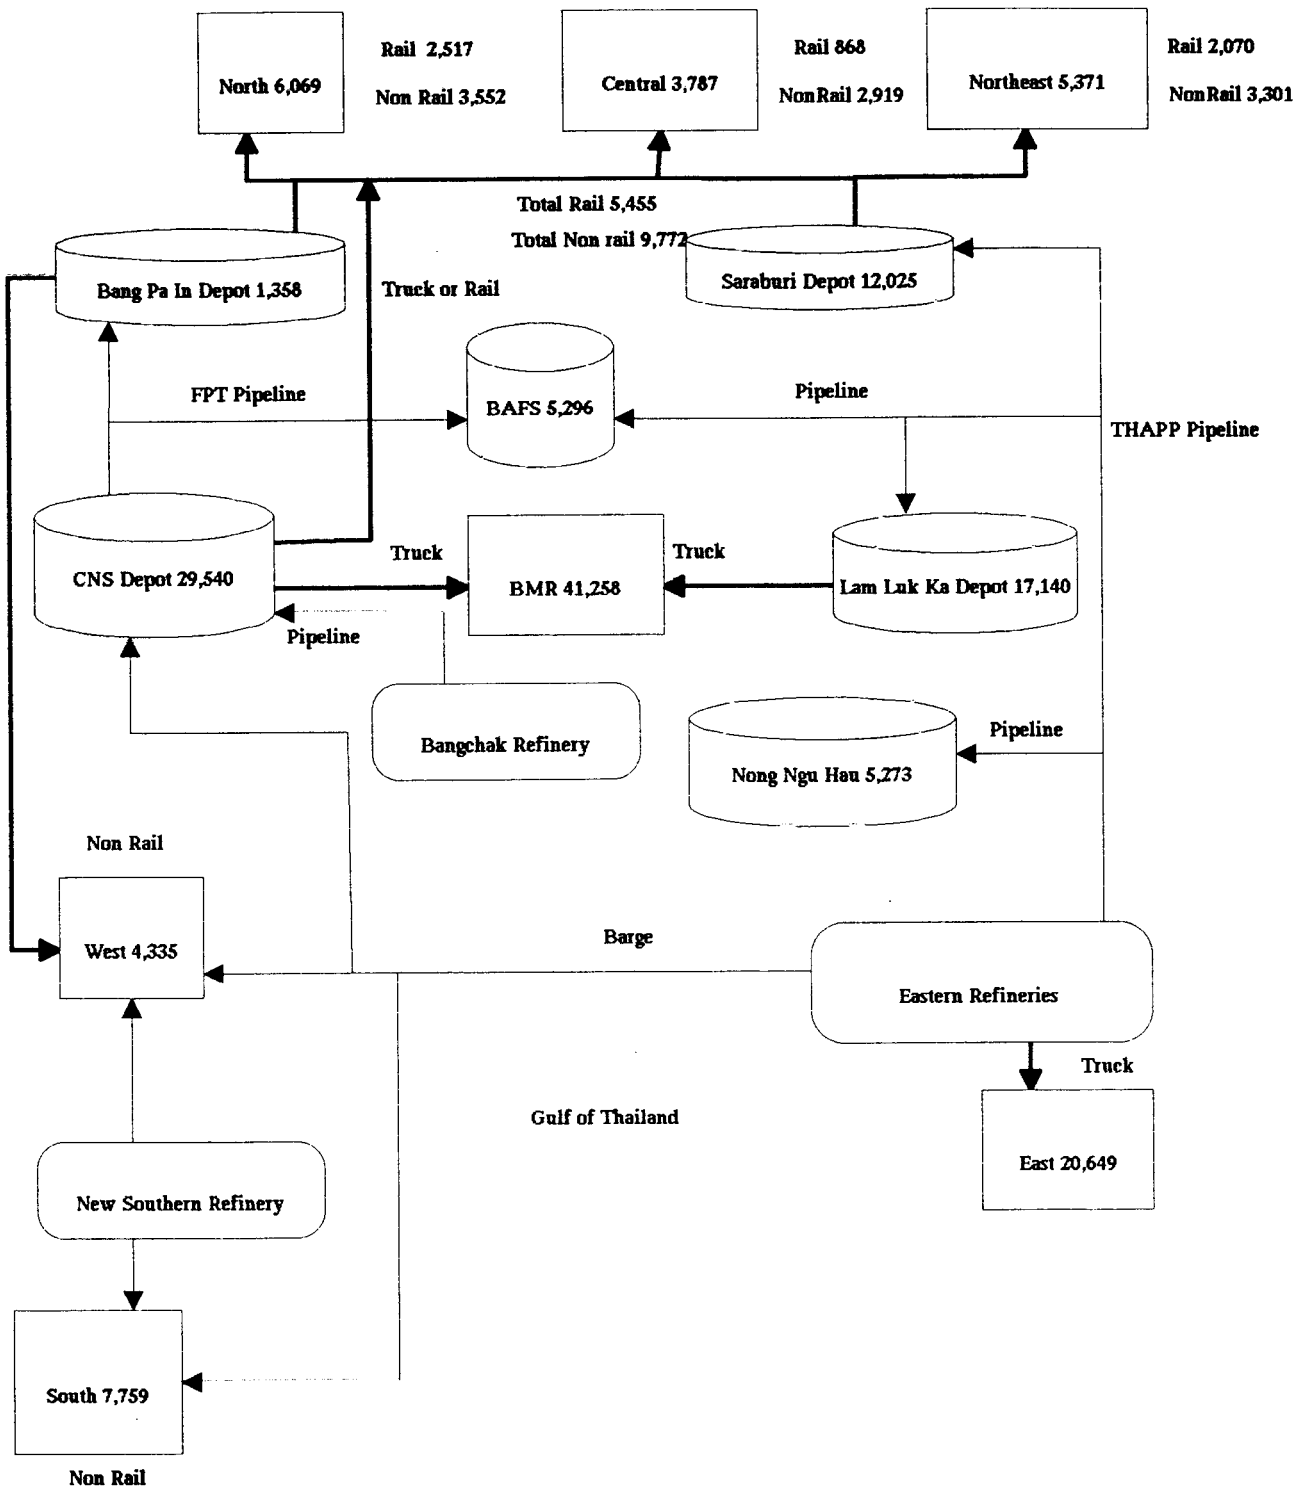 Rail 2,517
Rail 868
Rail 2,070
North 6,069
Central 3,787
Northeast 5,371
Non Rail 3,552
NonRail 2,919
NonRail 3,301
Total Rail 5,455
Total Non rail 9,772
Bang Pa In Depot 1,358
Truck or Rail
Saraburi Depot 12,025
FPT Pipeline
BAFS 5,296
Pipeline
THAPP Pipeline
CNS Depot 29,540
Truck
BMR 41,258
Truck
Lam Luk Ka Depot 17,140
Pipeline
Bangchak Refinery
Pipeline
Nong Ngu Hau 5,273
Non Rail
West 4,335
Barge
Eastern Refineries
Truck
Gulf of Thailand
East 20,649
New Southern Refinery
South 7,759
Non Rail